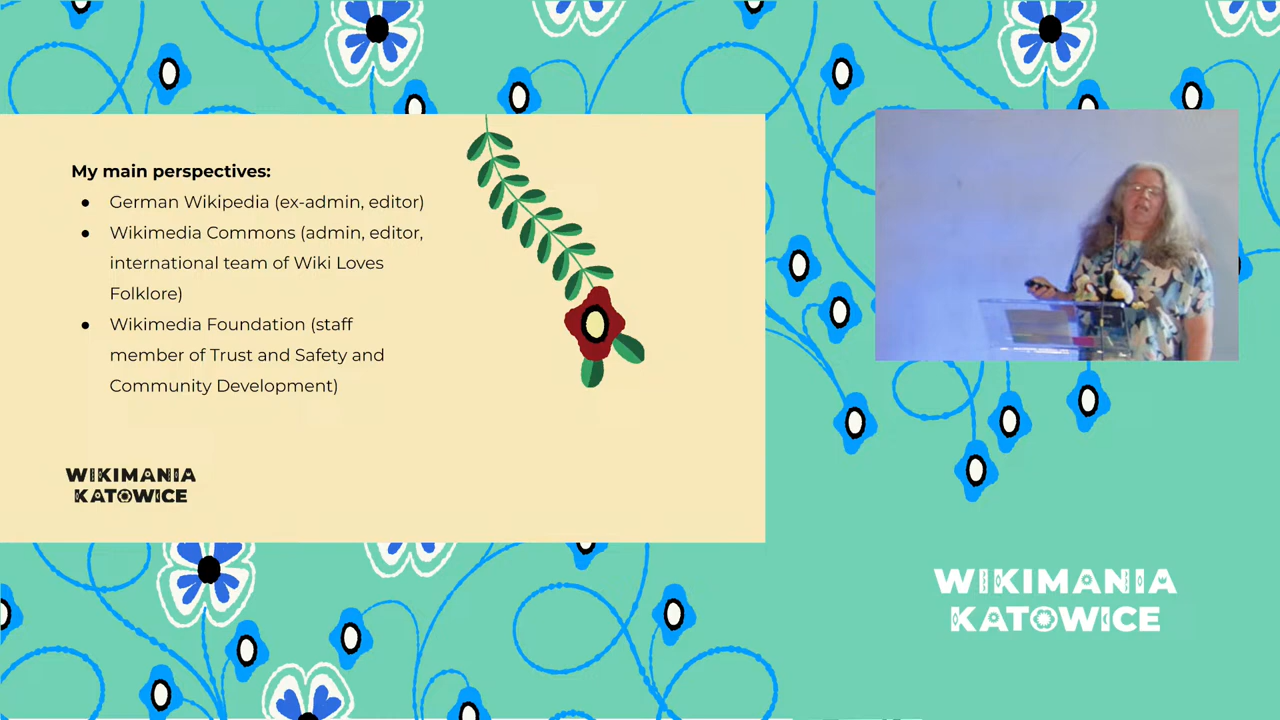 My main perspectives:
● German Wikipedia (ex-admin, editor)
● Wikimedia Commons (admin, editor,
international team of Wiki Loves
Folklore)
● Wikimedia Foundation (staff
member of Trust and Safety and
Community Development)
WIKIMANIA
KATOWICE
WIKIMANIA
KATOWICE